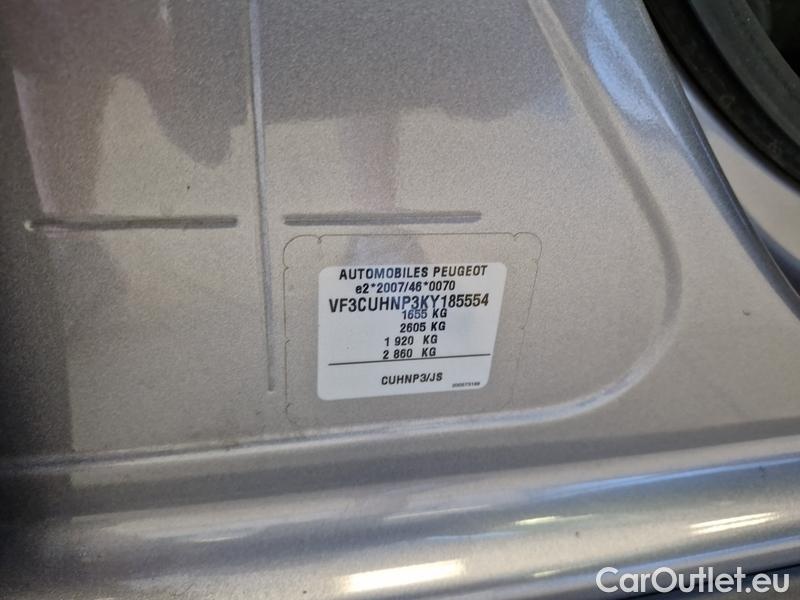 AUTOMOBILES PEUGEOT
e2*2007/46*0070
VF3CUHNP3KY185554
1655 KG
2605 KG
1 920 KG
2 860 KG
CUHNP3/JS
CarOutlet.eu